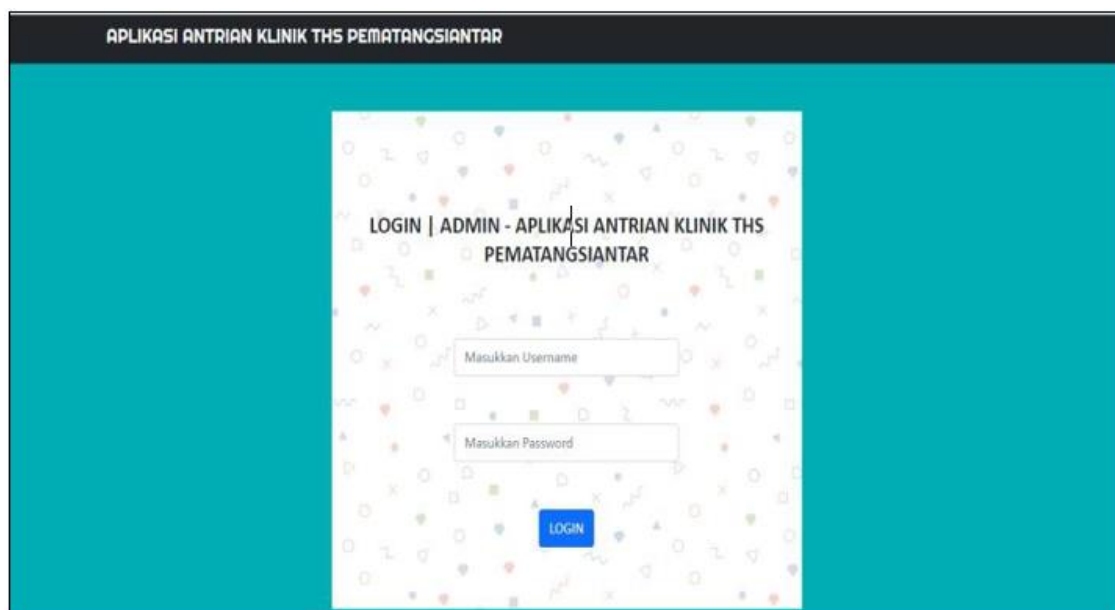 APLIKASI ANTRIAN KLINIK THS PEMATANGSIANTAR
LOGIN | ADMIN - APLIKASI ANTRIAN KLINIK THS
PEMATANGSIANTAR
Masukkan Username
Masukkan Password
LOGIN